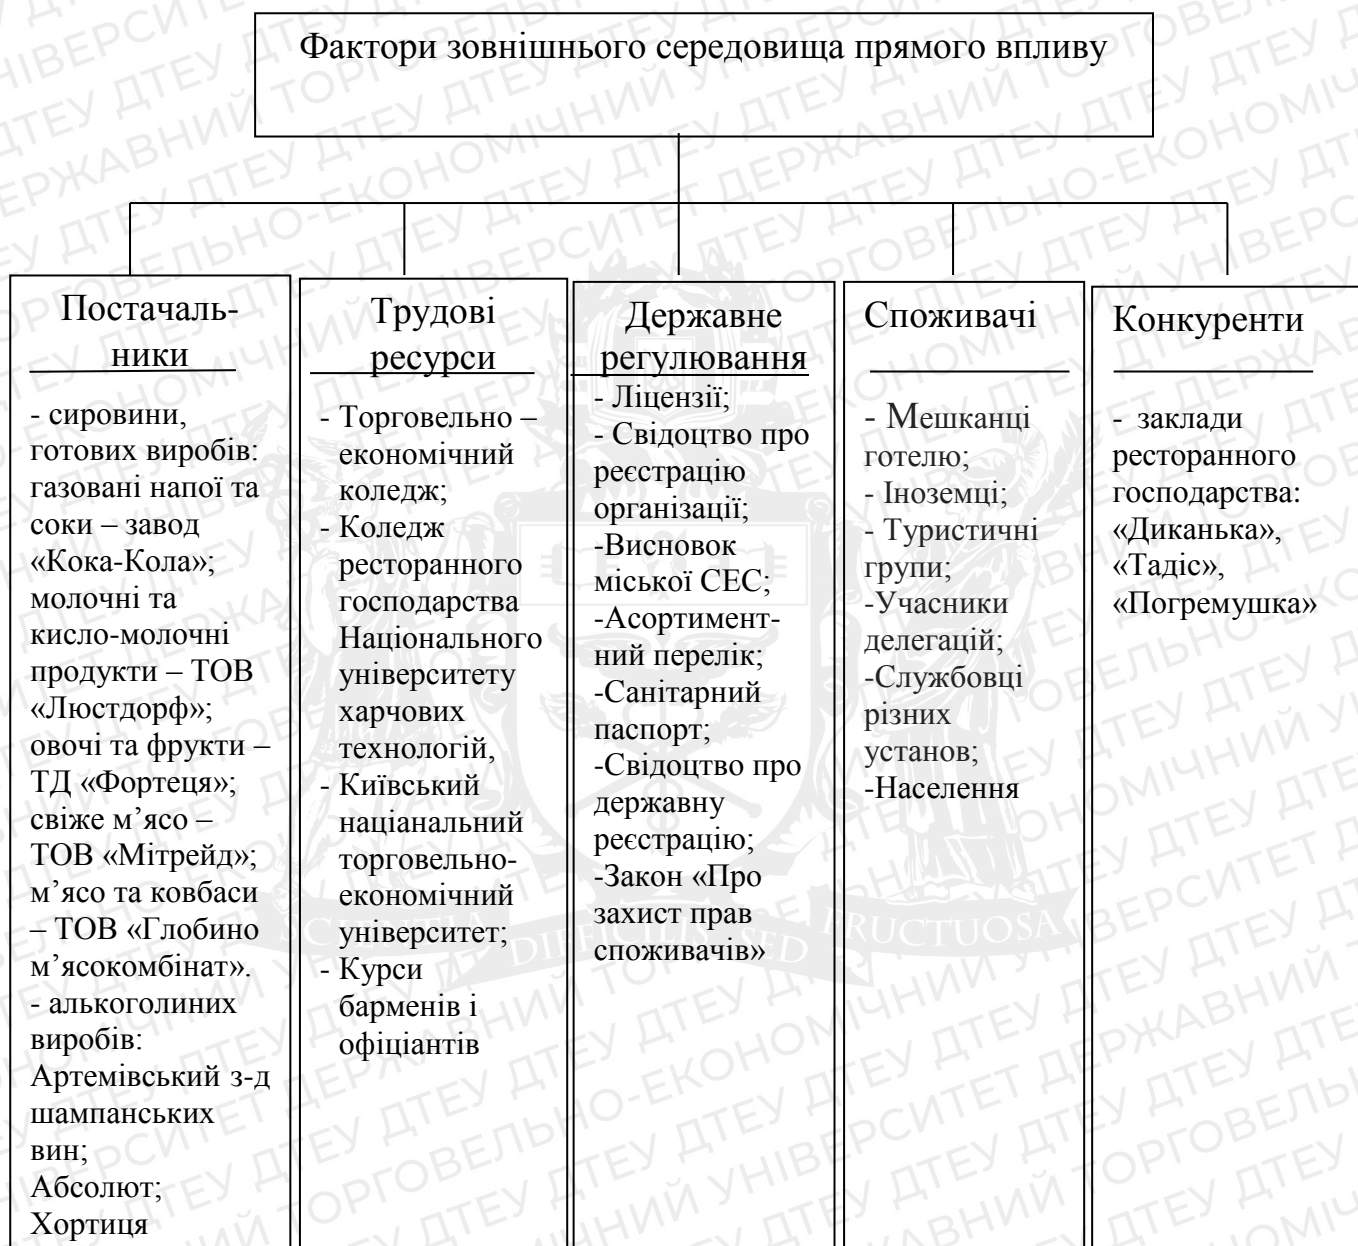 Фактори зовнішнього середовища прямого впливу
Постачаль-
ники
- сировини,
готових виробів:
газовані напої та
соки – завод
«Кока-Кола»;
молочні та
кисло-молочні
продукти – ТОВ
«Люстдорф»;
овочі та фрукти –
ТД «Фортеця»;
свіже м’ясо –
ТОВ «Мітрейд»;
м’ясо та ковбаси
– ТОВ «Глобино
м’ясокомбінат».
- алькоголиних
виробів:
Артемівський з-д
шампанських
вин;
Абсолют;
Хортиця
Трудові
ресурси
- Торговельно –
економічний
коледж;
- Коледж
ресторанного
господарства
Національного
університету
харчових
технологій,
- Київський
націанальний
торговельно-
економічний
університет;
- Курси
барменів і
офіціантів
Державне
регулювання
- Ліцензії;
- Свідоцтво про
реєстрацію
організації;
-Висновок
міської СЕС;
-Асортимент-
ний перелік;
-Санітарний
паспорт;
-Свідоцтво про
державну
реєстрацію;
-Закон «Про
захист прав
споживачів»
Споживачі
- Мешканці
готелю;
- Іноземці;
- Туристичні
групи;
-Учасники
делегацій;
-Службовці
різних
установ;
-Населення
Конкуренти
- заклади
ресторанного
господарства:
«Диканька»,
«Тадіс»,
«Погремушка»